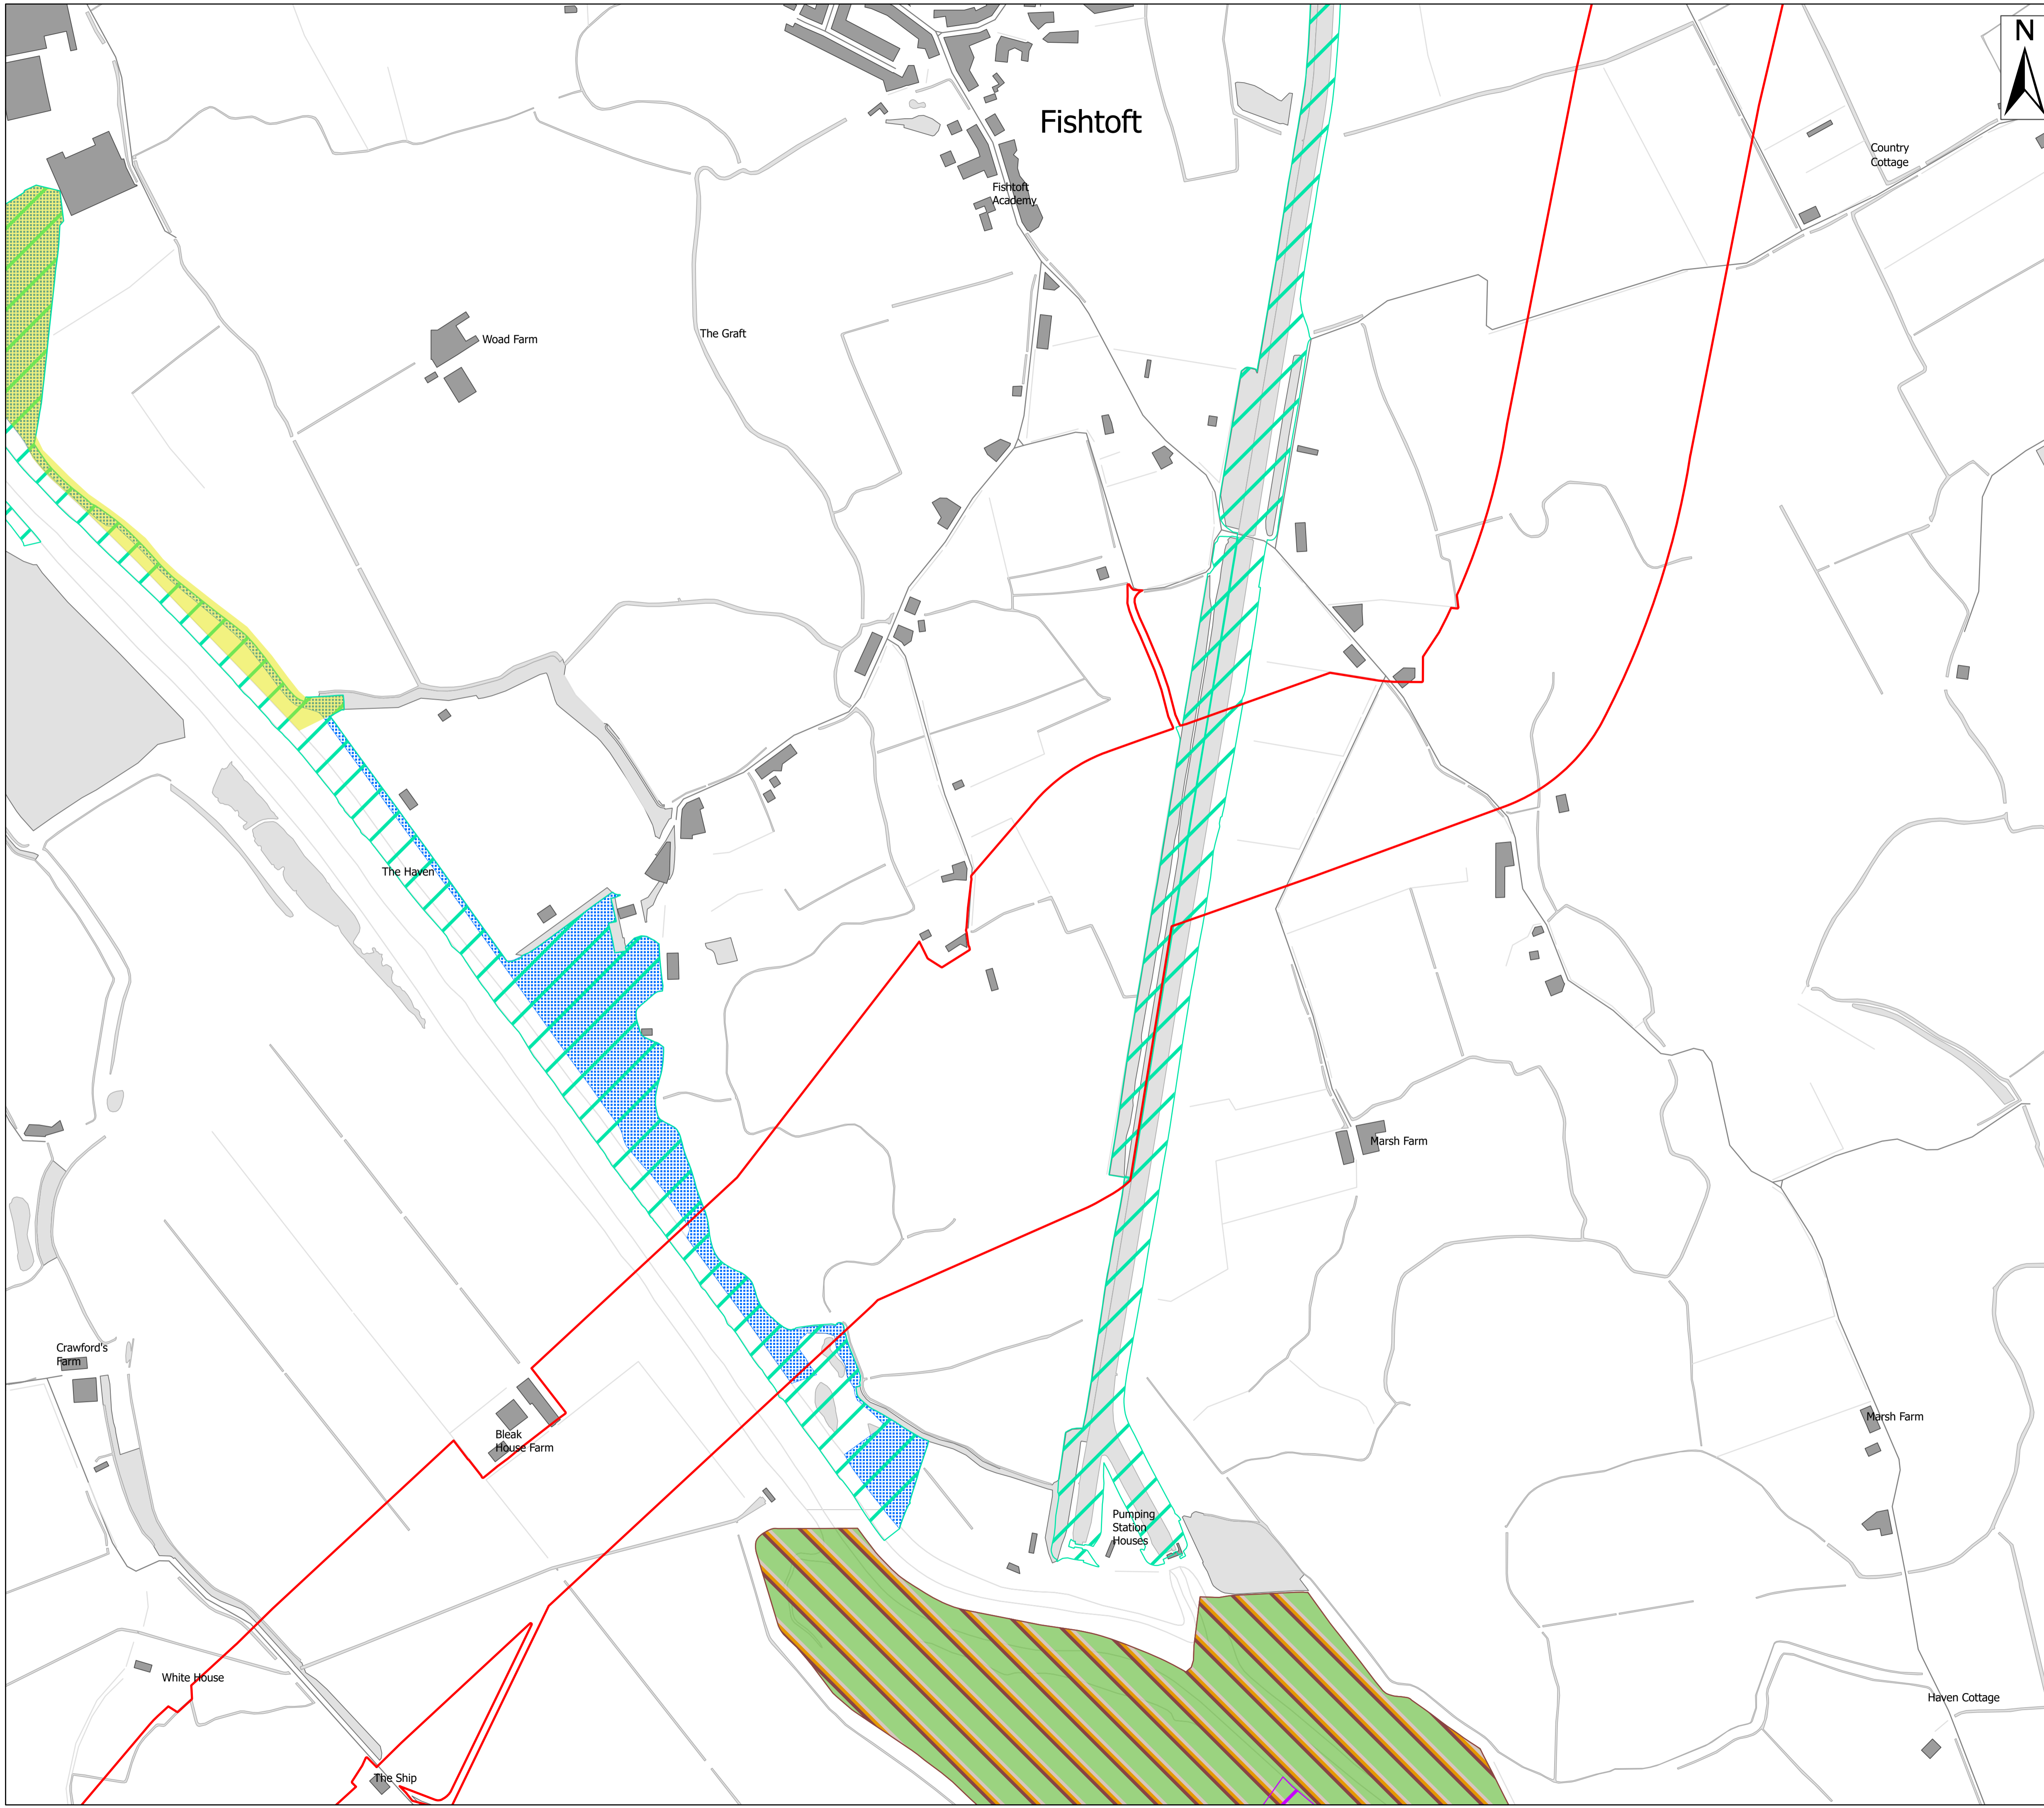 N
Fishtoft
Country
Cottage
Fishtoft
Academy
Woad Farm
The Graft
The Haven
Marsh Farm
Crawford's
Farm
Bleak
House Farm
Marsh Farm
Pumping
Station
Houses
White House
Haven Cottage
The Ship